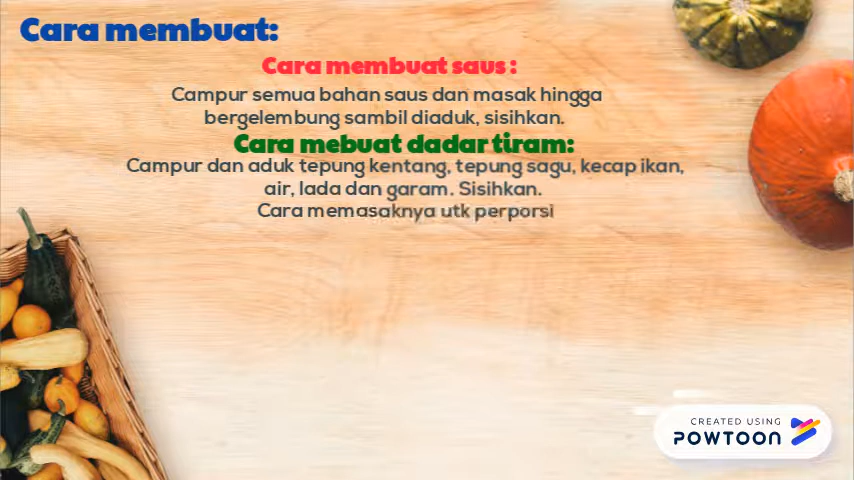 Cara membuat:
Cara membuat saus :
Campur semua bahan saus dan masak hingga
bergelembung sambil diaduk, sisihkan.
Cara mebuat dadar tiram:
Campur dan aduk tepung kentang, tepung sagu, kecap ikan,
air, lada dan garam. Sisihkan.
Cara memasaknya utk perporsi
CREATED USING
POWTOON